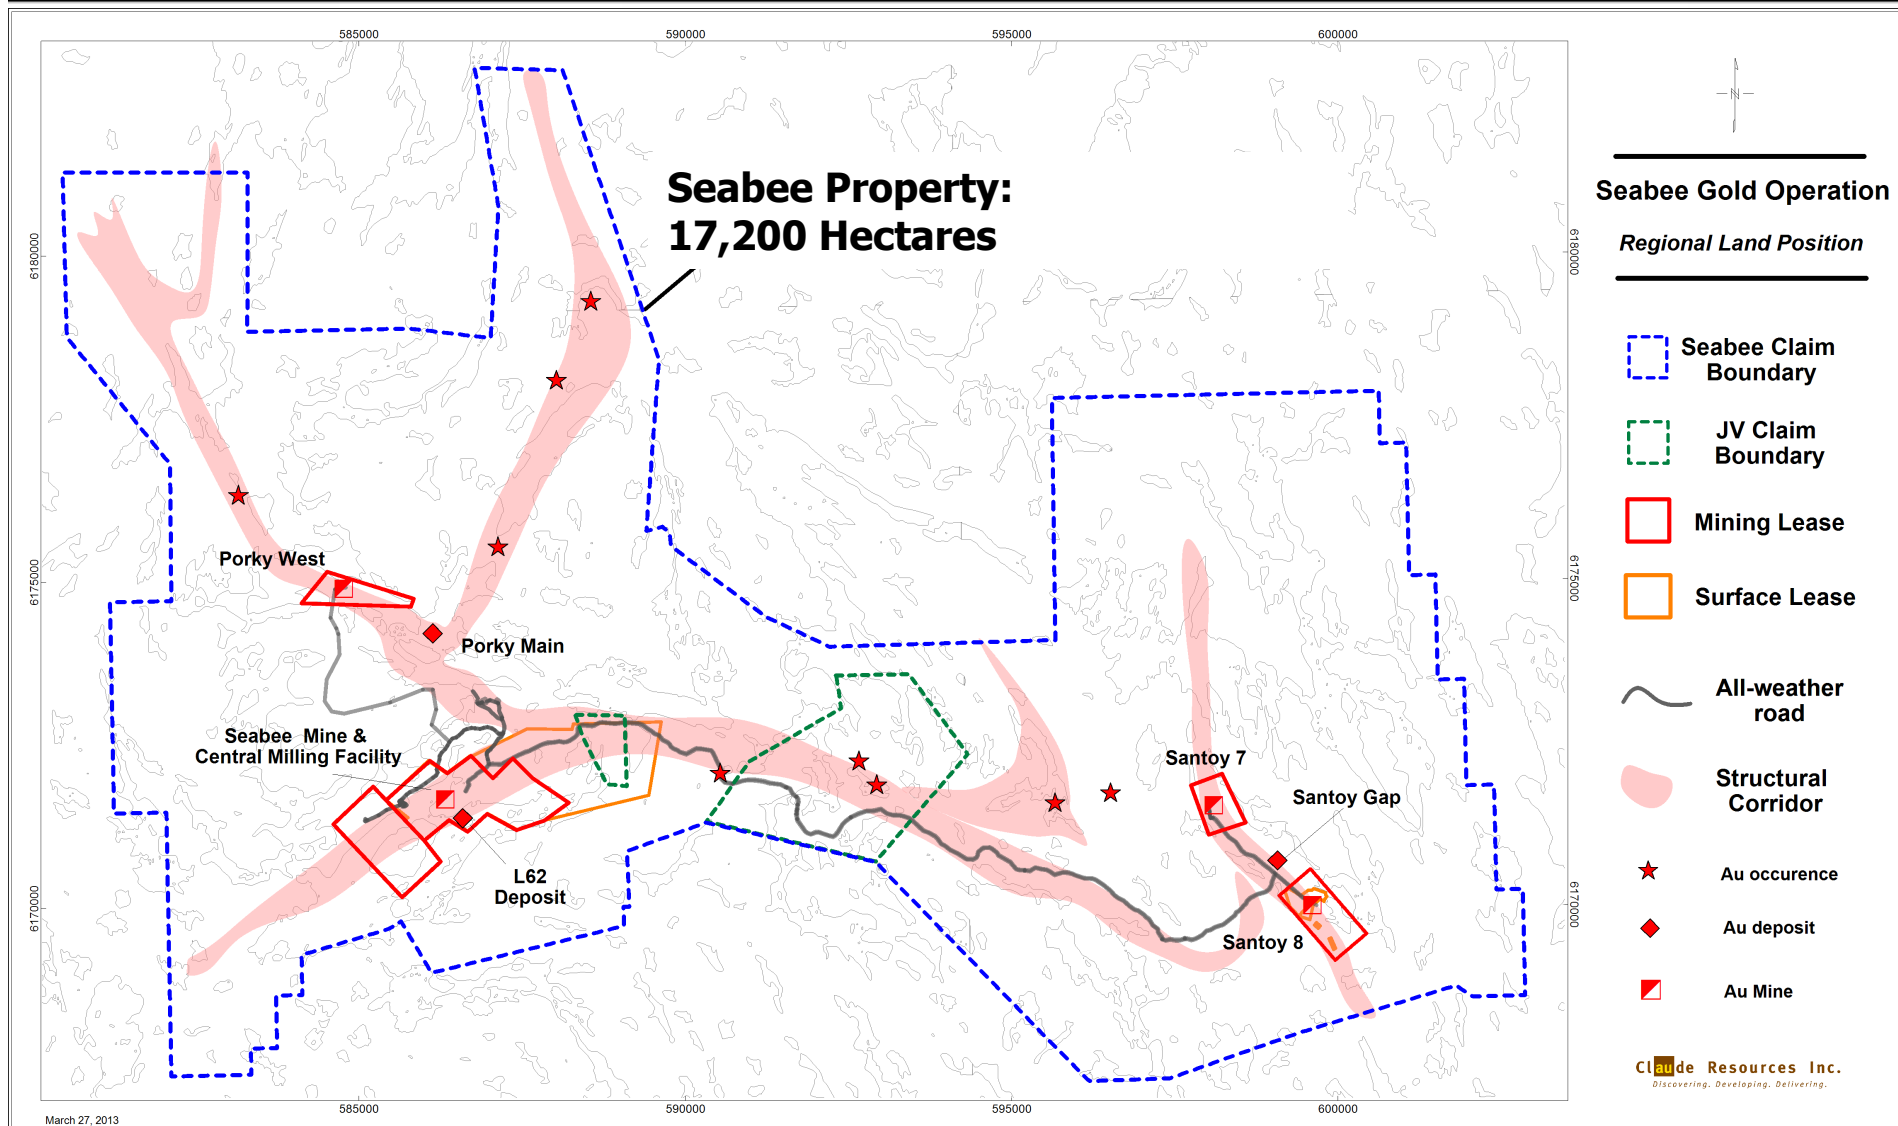 585000
590000
595000
600000
Seabee Property:
17,200 Hectares
6180000
6175000
6170000
6180000
6175000
6170000
Porky West
Porky Main
Seabee Mine &
Central Milling Facility
L62
Deposit
Santoy 7
Santoy Gap
Santoy 8
585000
590000
595000
600000
March 27, 2013
N
Seabee Gold Operation
Regional Land Position
Seabee Claim
Boundary
JV Claim
Boundary
Mining Lease
Surface Lease
All-weather
road
Structural
Corridor
Au occurence
Au deposit
Au Mine
Claude Resources Inc.
Discovering. Developing. Delivering.